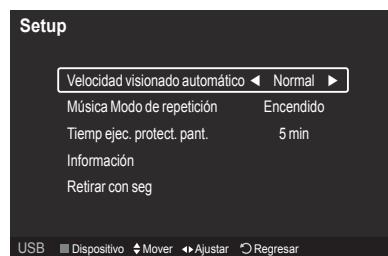 Setup
Velocidad visionado automático ◀ Normal ▶
Música Modo de repetición Encendido
Tiemp ejec. protect. pant. 5 min
Información
Retirar con seg
USB Dispositivo Mover Ajustar Regresar